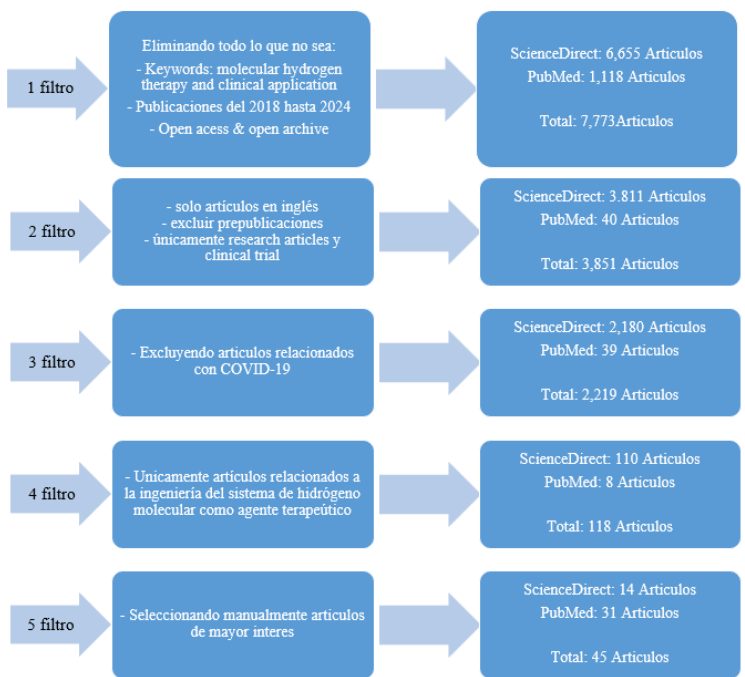 1 filtro
Eliminando todo lo que no sea:
- Keywords: molecular hydrogen
therapy and clinical application
- Publicaciones del 2018 hasta 2024
- Open acess & open archive
ScienceDirect: 6,655 Articulos
PubMed: 1,118 Articulos
Total: 7,773Articulos
2 filtro
- solo artículos en inglés
- excluir prepublicaciones
- únicamente research articles y
clinical trial
ScienceDirect: 3.811 Articulos
PubMed: 40 Articulos
Total: 3,851 Articulos
3 filtro
- Excluyendo articulos relacionados
con COVID-19
ScienceDirect: 2,180 Articulos
PubMed: 39 Articulos
Total: 2,219 Articulos
4 filtro
- Unicamente artículos relacionados a
la ingeniería del sistema de hidrógeno
molecular como agente terapeútico
ScienceDirect: 110 Articulos
PubMed: 8 Articulos
Total: 118 Articulos
5 filtro
- Seleccionando manualmente articulos
de mayor interes
ScienceDirect: 14 Articulos
PubMed: 31 Articulos
Total: 45 Articulos